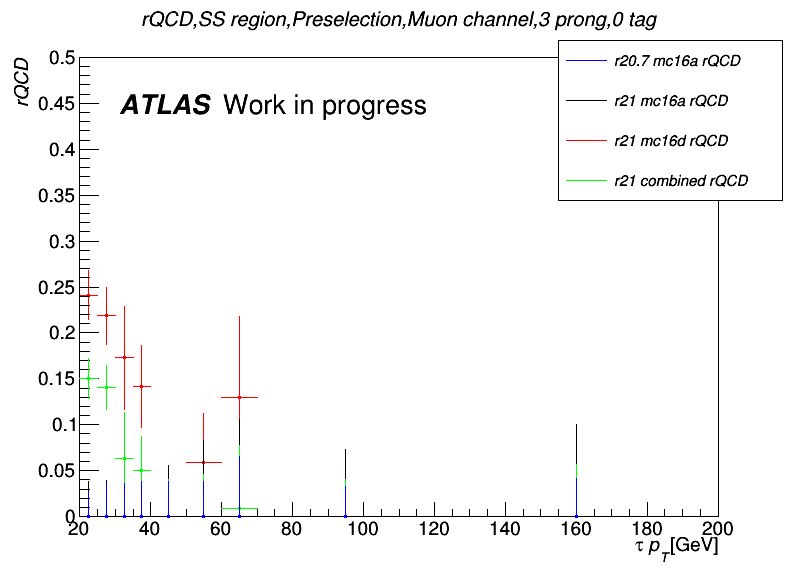 rQCD,SS region,Preselection,Muon channel,3 prong,0 tag
rQCD
ATLAS Work in progress
r20.7 mc16a rQCD
r21 mc16a rQCD
r21 mc16d rQCD
r21 combined rQCD
0.5
0.45
0.4
0.35
0.3
0.25
0.2
0.15
0.1
0.05
0
20 40 60 80 100 120 140 160 180 200
τ p_T[GeV]